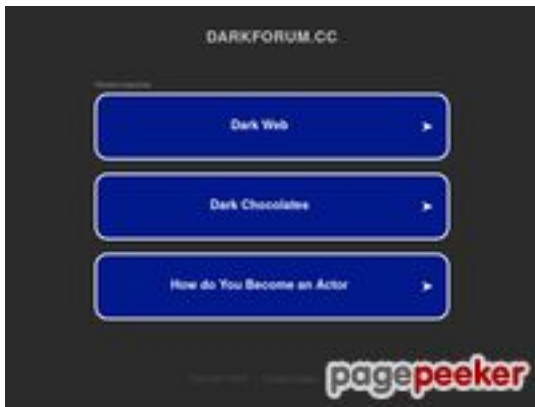 DARKFORUM.CC
Dark Web
Dark Chocolates
How do You Become an Actor
pagepeeker